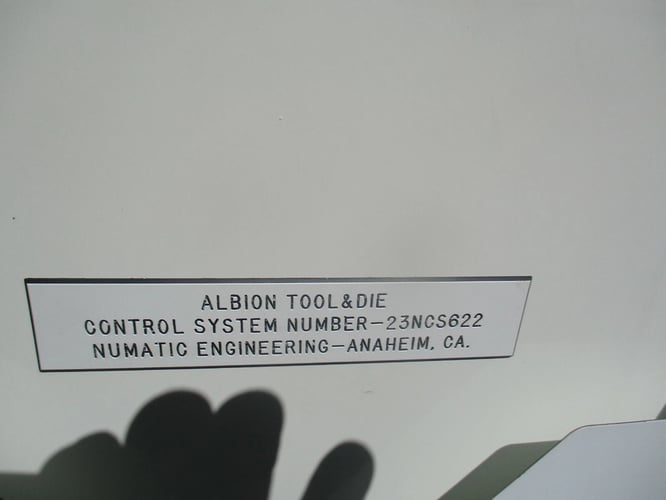 ALBION TOOL&DIE
CONTROL SYSTEM NUMBER-23NCS622
NUMATIC ENGINEERING-ANAHEIM, CA.